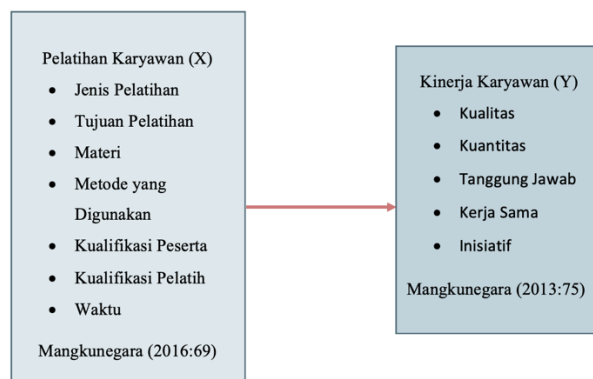 Pelatihan Karyawan (X)
• Jenis Pelatihan
• Tujuan Pelatihan
• Materi
• Metode yang
Digunakan
• Kualifikasi Peserta
• Kualifikasi Pelatih
• Waktu
Mangkunegara (2016:69)
Kinerja Karyawan (Y)
• Kualitas
• Kuantitas
• Tanggung Jawab
• Kerja Sama
• Inisiatif
Mangkunegara (2013:75)